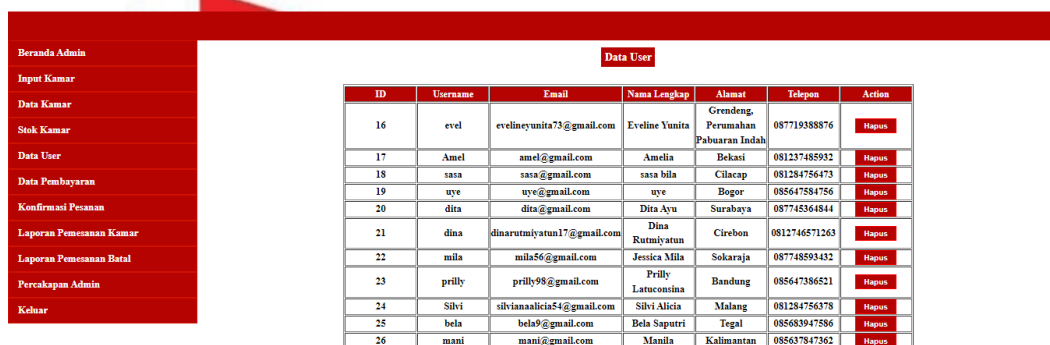 Beranda Admin
Input Kamar
Data Kamar
Stok Kamar
Data User
Data Pembayaran
Konfirmasi Pesanan
Laporan Pemesanan Kamar
Laporan Pemesanan Batal
Percakapan Admin
Keluar
Data User
ID Username Email Nama Lengkap Alamat Telepon Action
16 evel evelineyunita73@gmail.com Eveline Yunita Grendeng, Perumahan Pabuaran Indah 087719388876 Hapus
17 Amel amel@gmail.com Amelia Bekasi 081237485932 Hapus
18 sasa sasa@gmail.com sasa bila Cilacap 081284756473 Hapus
19 uye uye@gmail.com uye Bogor 085647584756 Hapus
20 dita dita@gmail.com Dita Ayu Surabaya 087745364844 Hapus
21 dina dinarutmiyatun17@gmail.com Dina Rutmiyatun Cirebon 0812746571263 Hapus
22 mila mila56@gmail.com Jessica Mila Sokaraja 087748593432 Hapus
23 prilly prilly98@gmail.com Prilly Latuconsina Bandung 085647386521 Hapus
24 Silvi silvianaalicia54@gmail.com Silvi Alicia Malang 081284756378 Hapus
25 bela bela9@gmail.com Bela Saputri Tegal 085683947586 Hapus
26 mani mani@gmail.com Manila Kalimantan 085637847362 Hapus